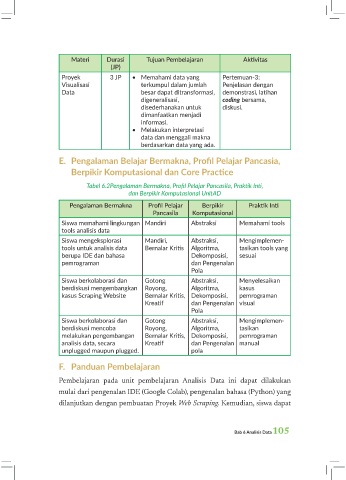 Materi Durasi (JP) Tujuan Pembelajaran Aktivitas
Proyek Visualisasi Data
3 JP
• Memahami data yang
terkumpul dalam jumlah
besar dapat ditransformasi,
digeneralisasi,
disederhanakan untuk
dimanfaatkan menjadi
informasi.
• Melakukan interpretasi
data dan menggali makna
berdasarkan data yang ada.
Pertemuan-3:
Penjelasan dengan
demonstrasi, latihan
coding bersama,
diskusi.
E. Pengalaman Belajar Bermakna, Profil Pelajar Pancasia,
Berpikir Komputasional dan Core Practice
Tabel 6.2Pengalaman Bermakna, Profil Pelajar Pancasila, Praktik Inti,
dan Berpikir Komputasional UnitAD
Pengalaman Bermakna Profil Pelajar Pancasila Berpikir Komputasional Praktik Inti
Siswa memahami lingkungan
tools analisis data
Mandiri
Abstraksi
Memahami tools
Siswa mengeksplorasi
tools untuk analisis data
berupa IDE dan bahasa
pemrograman
Mandiri,
Bernalar Kritis
Abstraksi,
Algoritma,
Dekomposisi,
dan Pengenalan
Pola
Mengimplemen-
tasikan tools yang
sesuai
Siswa berkolaborasi dan
berdiskusi mengembangkan
kasus Scraping Website
Gotong
Royong,
Bernalar Kritis,
Kreatif
Abstraksi,
Algoritma,
Dekomposisi,
dan Pengenalan
Pola
Menyelesaikan
kasus
pemrograman
visual
Siswa berkolaborasi dan
berdiskusi mencoba
melakukan pengembangan
analisis data, secara
unplugged maupun plugged.
Gotong
Royong,
Bernalar Kritis,
Kreatif
Abstraksi,
Algoritma,
Dekomposisi,
dan Pengenalan
pola
Mengimplemen-
tasikan
pemrograman
manual
F. Panduan Pembelajaran
Pembelajaran pada unit pembelajaran Analisis Data ini dapat dilakukan
mulai dari pengenalan IDE (Google Colab), pengenalan bahasa (Python) yang
dilanjutkan dengan pembuatan Proyek Web Scraping. Kemudian, siswa dapat
Bab 6 Analisis Data 105